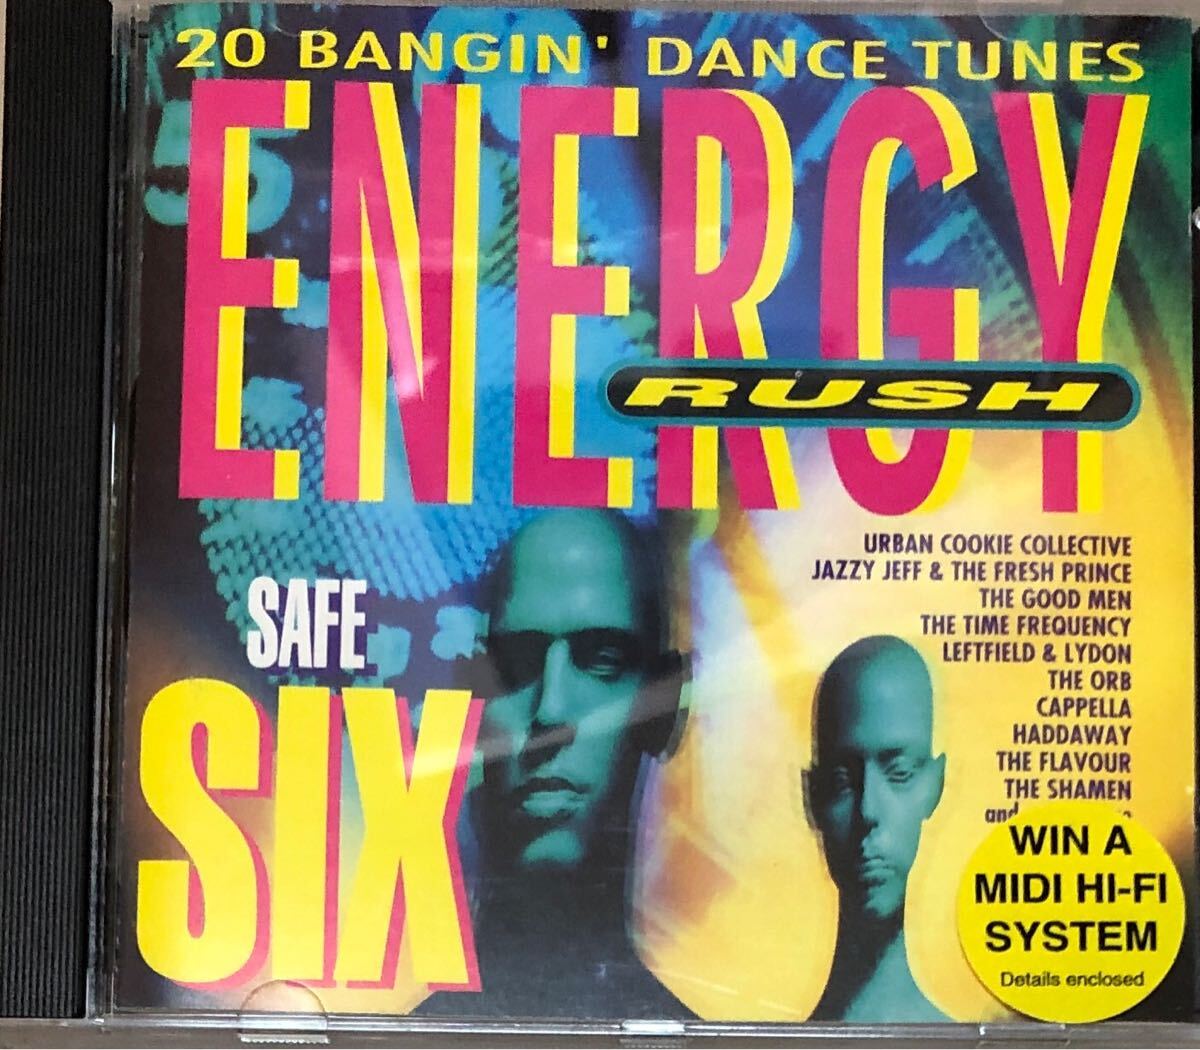 20 BANGIN' DANCE TUNES
ENERGY
RUSH
URBAN COOKIE COLLECTIVE
JAZZY JEFF & THE FRESH PRINCE
THE GOOD MEN
THE TIME FREQUENCY
LEFTFIELD & LYDON
THE ORB
CAPPELLA
HADDAWAY
THE FLAVOUR
THE SHAMEN
and
SAFE
SIX
WIN A
MIDI HI-FI
SYSTEM
Details enclosed